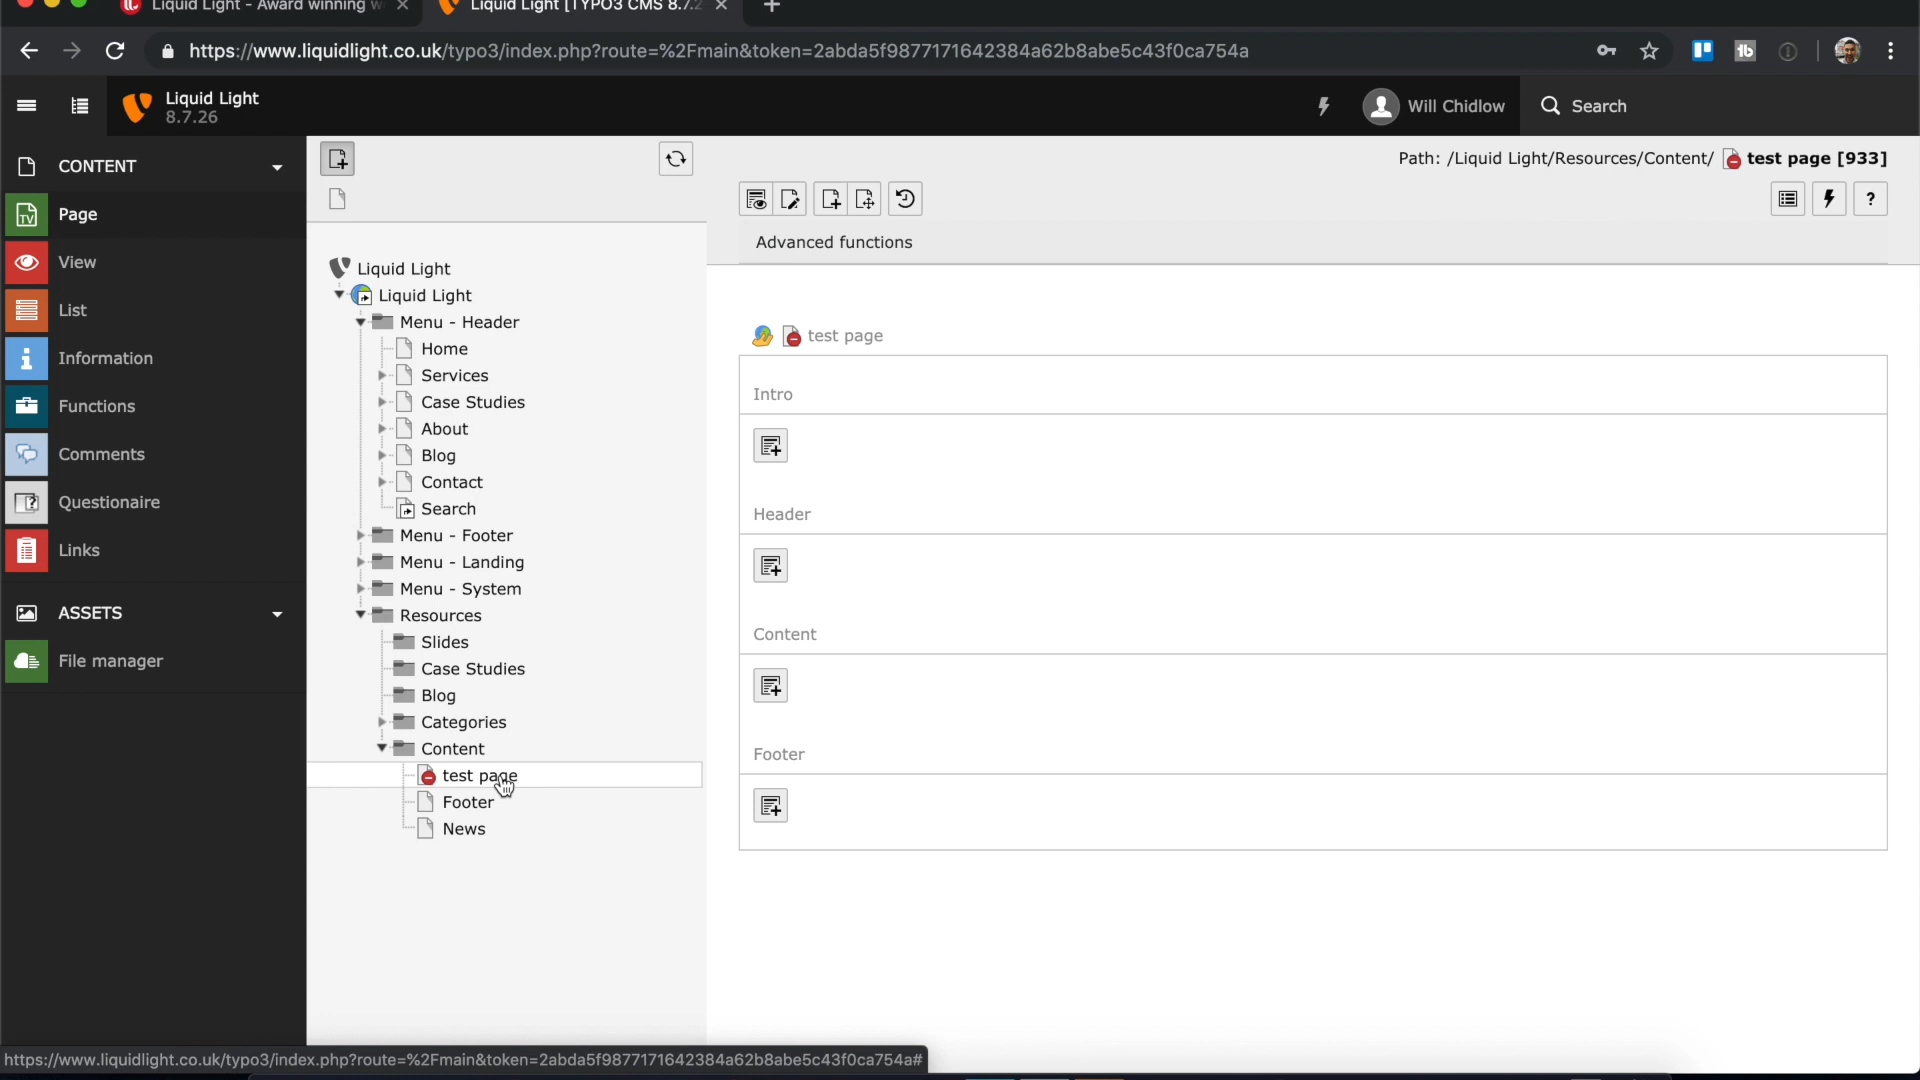 Liquid Light - Award winning w
Liquid Light [TYPO3 CMS 8.7.2
https://www.liquidlight.co.uk/typo3/index.php?route=%2Fmain&token=2abda5f9877171642384a62b8abe5c43f0ca754a
Liquid Light
8.7.26
Will Chidlow
Search
CONTENT
Page
View
List
Information
Functions
Comments
Questionaire
Links
ASSETS
File manager
Liquid Light
Liquid Light
Menu - Header
Home
Services
Case Studies
About
Blog
Contact
Search
Menu - Footer
Menu - Landing
Menu - System
Resources
Slides
Case Studies
Blog
Categories
Content
test page
Footer
News
Path: /Liquid Light/Resources/Content/ test page [933]
Advanced functions
test page
Intro
Header
Content
Footer
https://www.liquidlight.co.uk/typo3/index.php?route=%2Fmain&token=2abda5f9877171642384a62b8abe5c43f0ca754a#